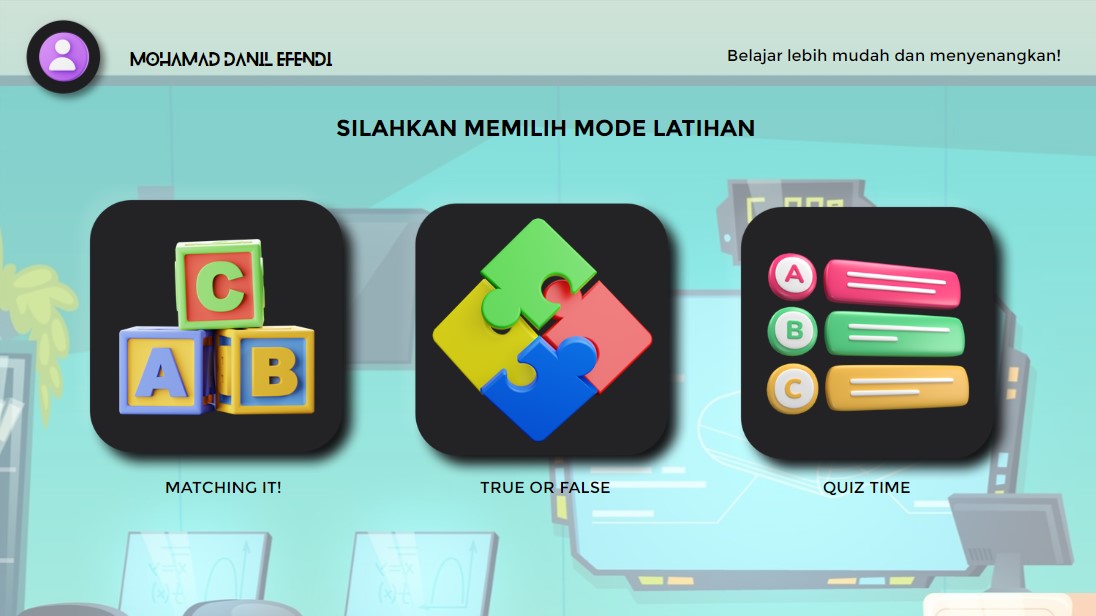 MOHAMAD DANIL EFENDI
Belajar lebih mudah dan menyenangkan!
SILAHKAN MEMILIH MODE LATIHAN
C
A B
A
B
C
MATCHING IT!
TRUE OR FALSE
QUIZ TIME